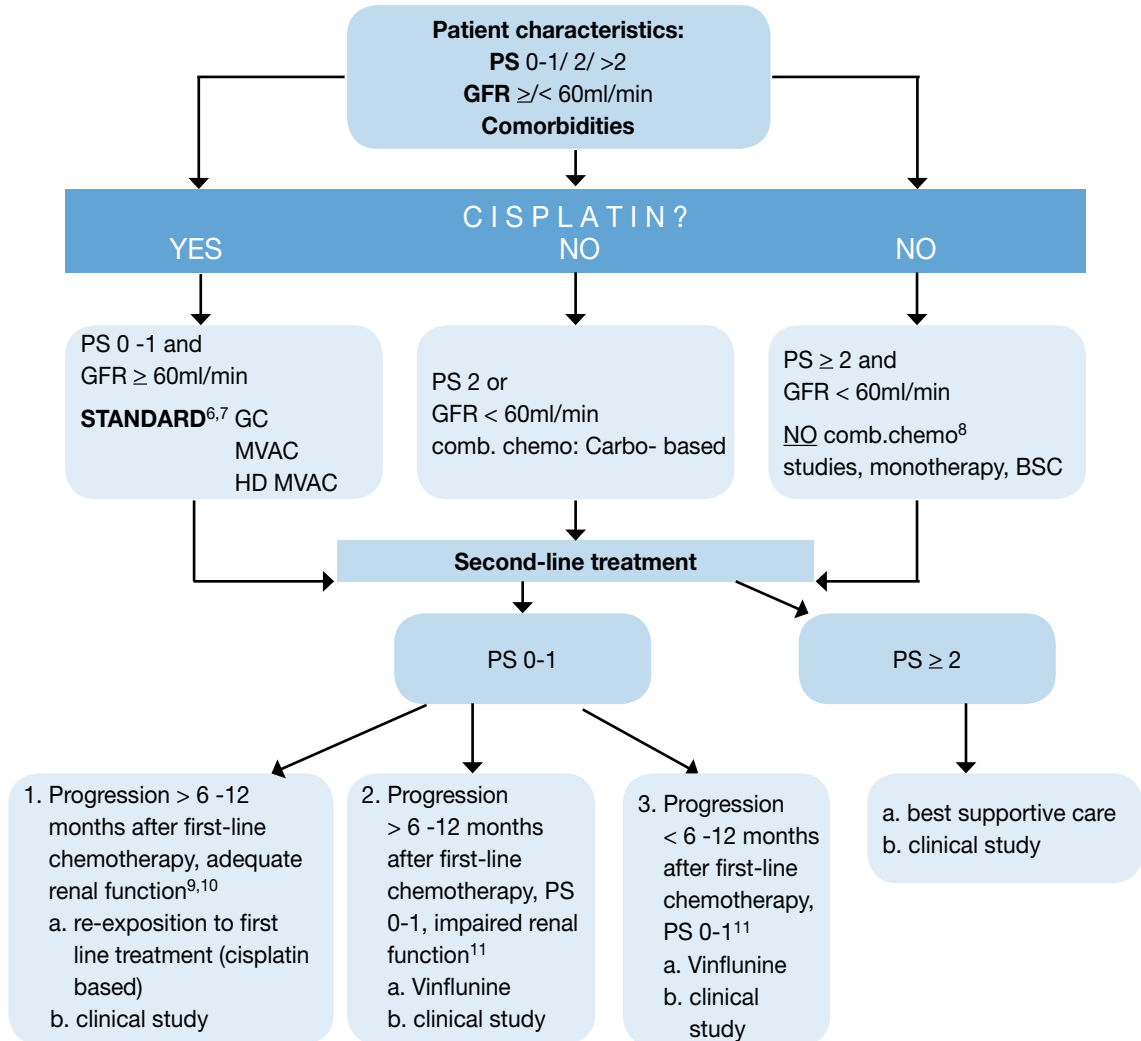 Patient characteristics:
PS 0-1/ 2/ >2
GFR ≥/< 60ml/min
Comorbidities
CISPLATIN?
YES
NO
NO
PS 0 -1 and
GFR ≥ 60ml/min
STANDARD6,7 GC
MVAC
HD MVAC
PS 2 or
GFR < 60ml/min
comb. chemo: Carbo- based
PS ≥ 2 and
GFR < 60ml/min
NO comb.chemo8
studies, monotherapy, BSC
Second-line treatment
PS 0-1
PS ≥ 2
1. Progression > 6 -12
months after first-line
chemotherapy, adequate
renal function9,10
a. re-exposition to first
line treatment (cisplatin
based)
b. clinical study
2. Progression
> 6 -12 months
after first-line
chemotherapy, PS
0-1, impaired renal
function11
a. Vinflunine
b. clinical study
3. Progression
< 6 -12 months
after first-line
chemotherapy,
PS 0-111
a. Vinflunine
b. clinical
study
a. best supportive care
b. clinical study